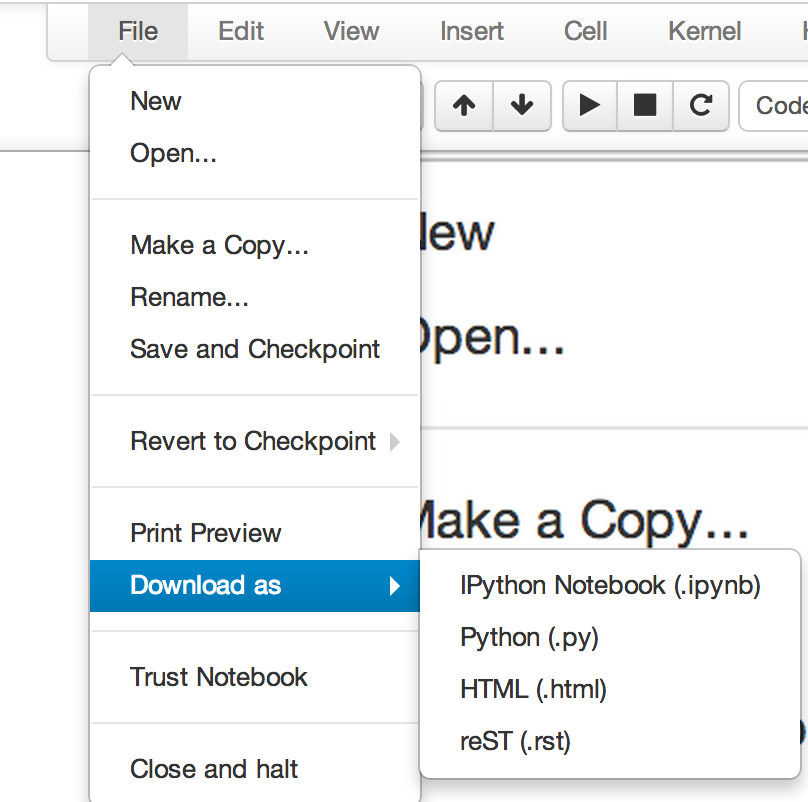 File Edit View Insert Cell Kernel
New
Open...
Make a Copy...
Rename...
Save and Checkpoint
Revert to Checkpoint
Print Preview
Download as
Trust Notebook
Close and halt
IPython Notebook (.ipynb)
Python (.py)
HTML (.html)
reST (.rst)
Code
New
Open...
Make a Copy...